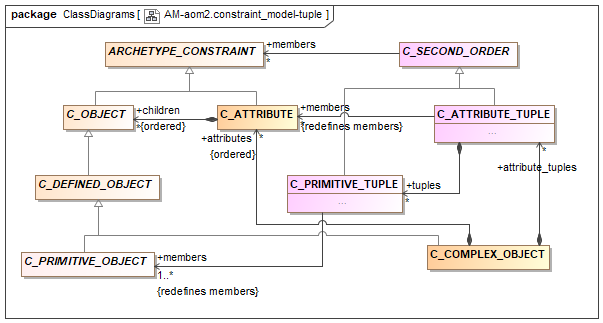 package ClassDiagrams [ AM-aom2.constraint_model-tuple ]
ARCHETYPE_CONSTRAINT
+members
*
C_SECOND_ORDER
C_OBJECT
+children
*{ordered}
C_ATTRIBUTE
+members
*
{redefines members}
C_ATTRIBUTE_TUPLE
...
+attributes
*
{ordered}
*
+attribute_tuples
C_DEFINED_OBJECT
C_PRIMITIVE_TUPLE
...
+tuples
*
C_PRIMITIVE_OBJECT
+members
1..*
{redefines members}
C_COMPLEX_OBJECT